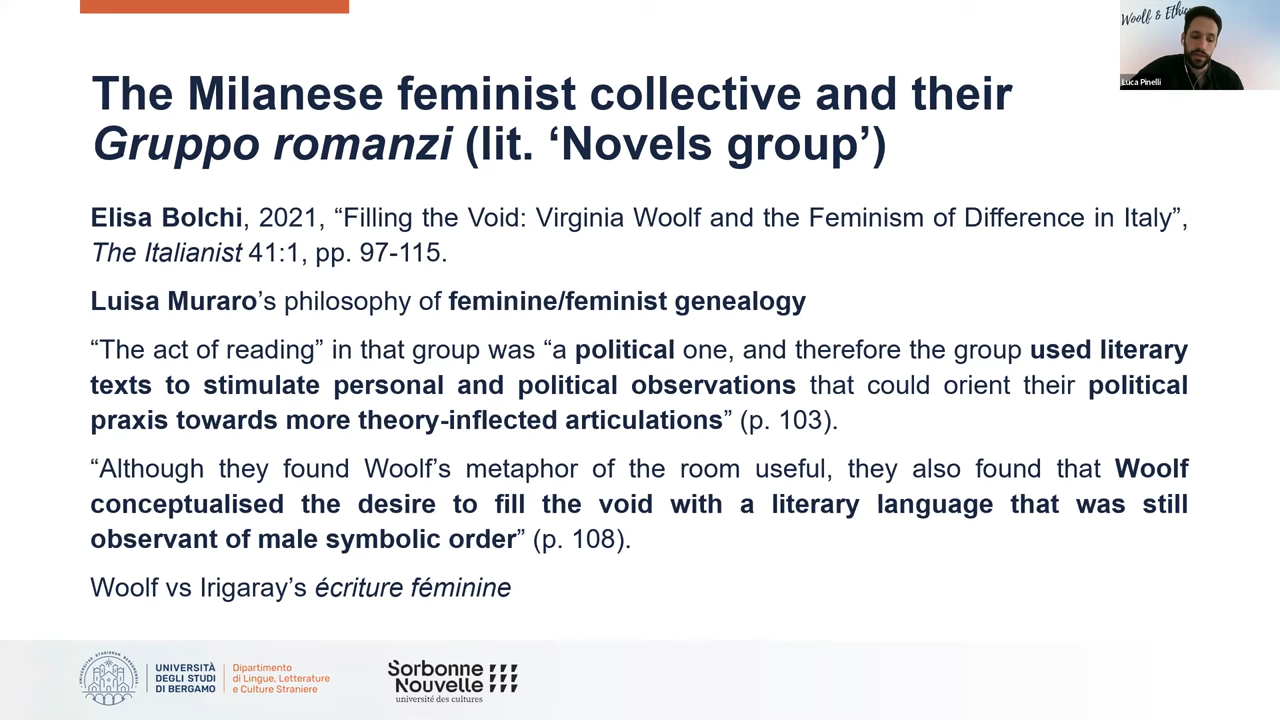 Woolf & Ethics
Luca Pinelli
The Milanese feminist collective and their
Gruppo romanzi (lit. ‘Novels group’)
Elisa Bolchi, 2021, “Filling the Void: Virginia Woolf and the Feminism of Difference in Italy”,
The Italianist 41:1, pp. 97-115.
Luisa Muraro’s philosophy of feminine/feminist genealogy
“The act of reading” in that group was “a political one, and therefore the group used literary
texts to stimulate personal and political observations that could orient their political
praxis towards more theory-inflected articulations” (p. 103).
“Although they found Woolf’s metaphor of the room useful, they also found that Woolf
conceptualised the desire to fill the void with a literary language that was still
observant of male symbolic order” (p. 108).
Woolf vs Irigaray’s écriture féminine
UNIVERSITÀ
DEGLI STUDI
DI BERGAMO
Dipartimento
di Lingue, Letterature
e Culture Straniere
Sorbonne
Nouvelle
université des cultures